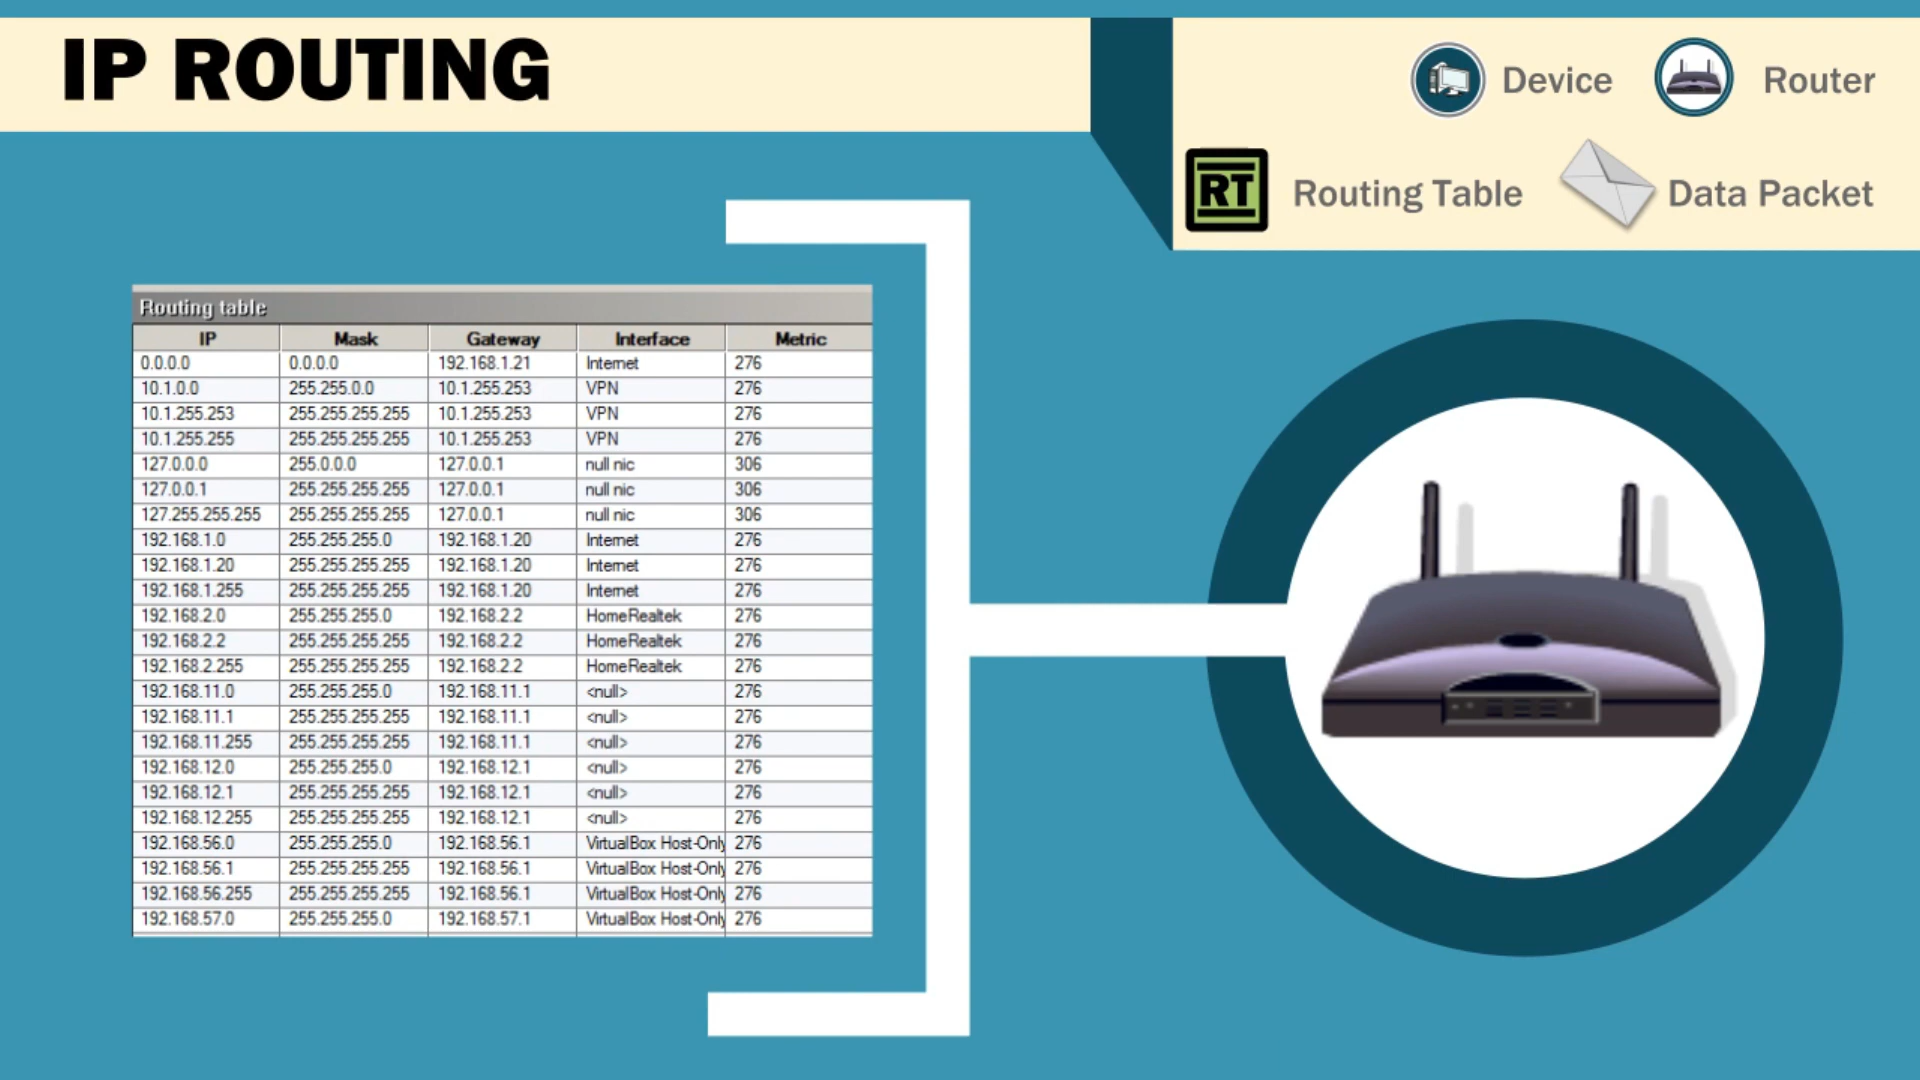 IP ROUTING
Device
Router
RT
Routing Table
Data Packet
Routing table
IP Mask Gateway Interface Metric
0.0.0.0 0.0.0.0 192.168.1.21 Internet 276
10.1.0.0 255.255.0.0 10.1.255.253 VPN 276
10.1.255.253 255.255.255.255 10.1.255.253 VPN 276
10.1.255.255 255.255.255.255 10.1.255.253 VPN 276
127.0.0.0 255.0.0.0 127.0.0.1 null nic 306
127.0.0.1 255.255.255.255 127.0.0.1 null nic 306
127.255.255.255 255.255.255.255 127.0.0.1 null nic 306
192.168.1.0 255.255.255.0 192.168.1.20 Internet 276
192.168.1.20 255.255.255.255 192.168.1.20 Internet 276
192.168.1.255 255.255.255.255 192.168.1.20 Internet 276
192.168.2.0 255.255.255.0 192.168.2.2 HomeRealtek 276
192.168.2.2 255.255.255.255 192.168.2.2 HomeRealtek 276
192.168.2.255 255.255.255.255 192.168.2.2 HomeRealtek 276
192.168.11.0 255.255.255.0 192.168.11.1 <null> 276
192.168.11.1 255.255.255.255 192.168.11.1 <null> 276
192.168.11.255 255.255.255.255 192.168.11.1 <null> 276
192.168.12.0 255.255.255.0 192.168.12.1 <null> 276
192.168.12.1 255.255.255.255 192.168.12.1 <null> 276
192.168.12.255 255.255.255.255 192.168.12.1 <null> 276
192.168.56.0 255.255.255.0 192.168.56.1 VirtualBox Host-Only 276
192.168.56.1 255.255.255.255 192.168.56.1 VirtualBox Host-Only 276
192.168.56.255 255.255.255.255 192.168.56.1 VirtualBox Host-Only 276
192.168.57.0 255.255.255.0 192.168.57.1 VirtualBox Host-Only 276